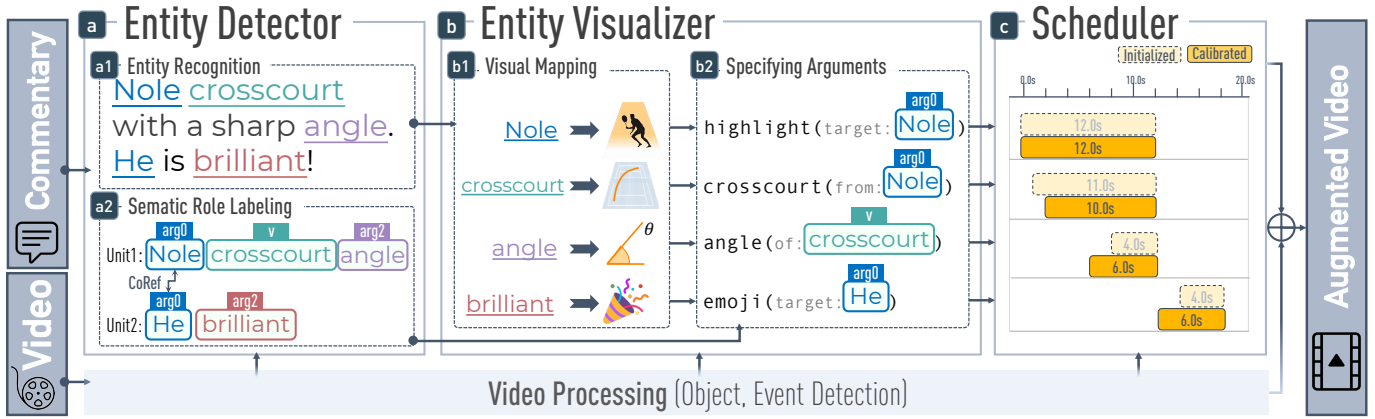 Commentary
Video
a Entity Detector
a1 Entity Recognition
Nole crosscourt
with a sharp angle.
He is brilliant!
a2 Sematic Role Labeling
arg0 v arg2
Unit1: Nole crosscourt angle
CoRef
arg0 arg2
Unit2: He brilliant
b Entity Visualizer
b1 Visual Mapping
Nole
crosscourt
angle θ
brilliant
b2 Specifying Arguments
arg0
highlight(target: Nole)
arg0
crosscourt(from: Nole)
v
angle(of: crosscourt)
arg0
emoji(target: He)
c Scheduler
Initialized Calibrated
0.0s 10.0s 20.0s
12.0s
12.0s
11.0s
10.0s
4.0s
6.0s
4.0s
6.0s
Video Processing (Object, Event Detection)
Augmented Video